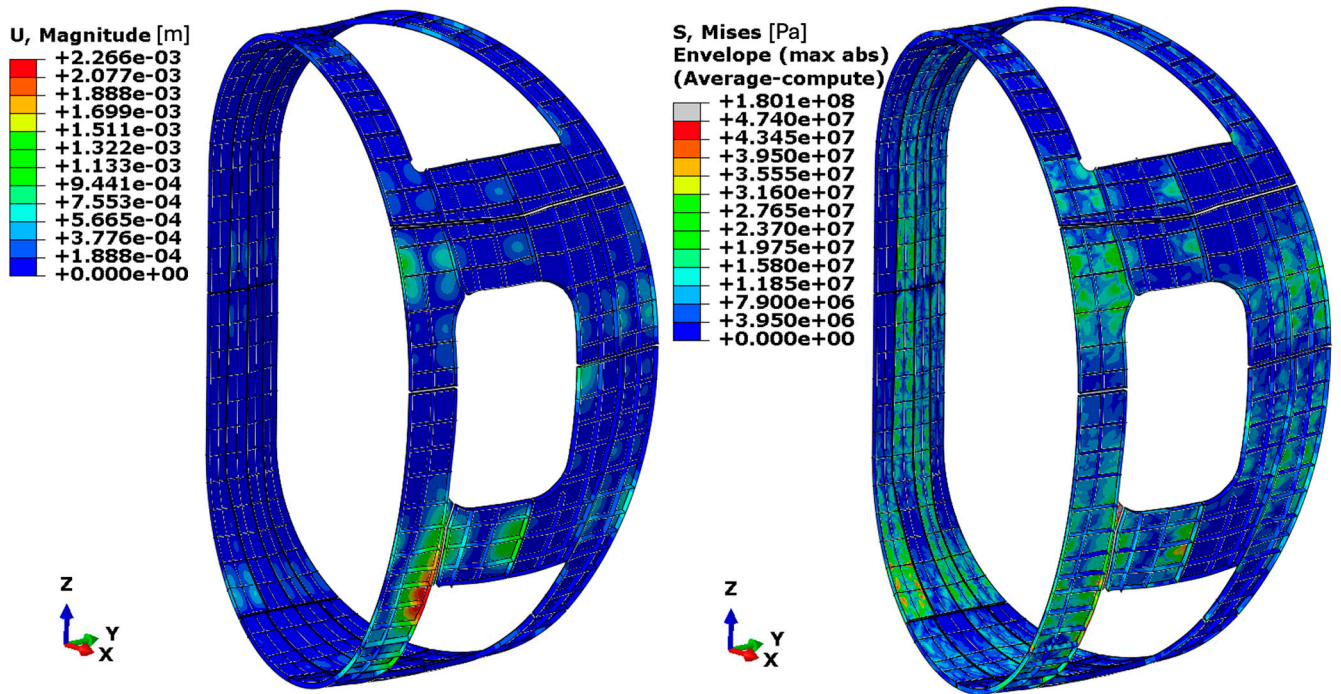 U, Magnitude [m]
+2.266e-03
+2.077e-03
+1.888e-03
+1.699e-03
+1.511e-03
+1.322e-03
+1.133e-03
+9.441e-04
+7.553e-04
+5.665e-04
+3.776e-04
+1.888e-04
+0.000e+00
Z
Y
X
S, Mises [Pa]
Envelope (max abs)
(Average-compute)
+1.801e+08
+4.740e+07
+4.345e+07
+3.950e+07
+3.555e+07
+3.160e+07
+2.765e+07
+2.370e+07
+1.975e+07
+1.580e+07
+1.185e+07
+7.900e+06
+3.950e+06
+0.000e+00
Z
Y
X